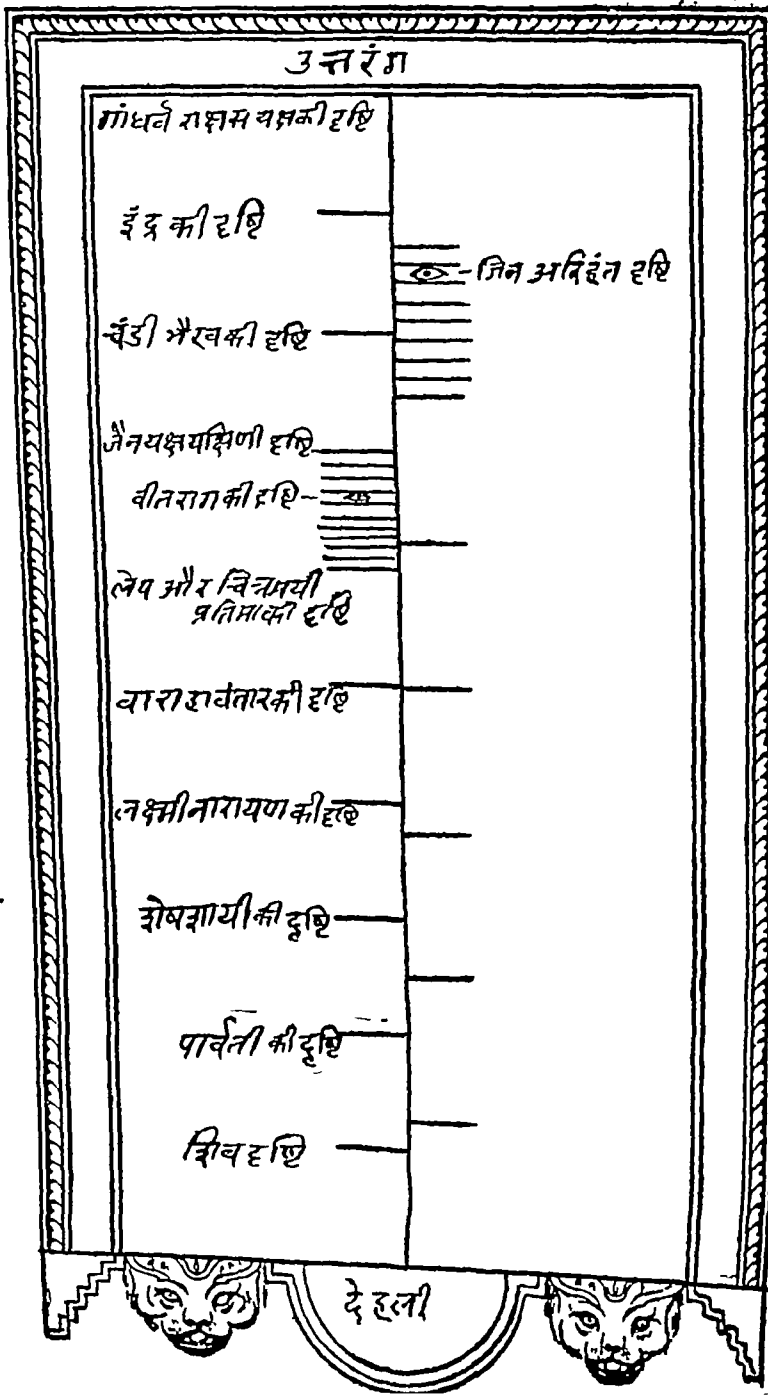 उत्तरंग
गांधर्व राक्षस यक्षकी दृष्टि
इंद्र की दृष्टि
जिन अरिहंत दृष्टि
चंडी भैरवकी दृष्टि
जैनयक्षयक्षिणी दृष्टि
वीतरागकी दृष्टि
लेप और चित्रमयी
प्रतिमाकी दृष्टि
वाराहावतारकी दृष्टि
लक्ष्मीनारायण की दृष्टि
शेषशायीकी दृष्टि
पार्वती की दृष्टि
शिव दृष्टि
देहली